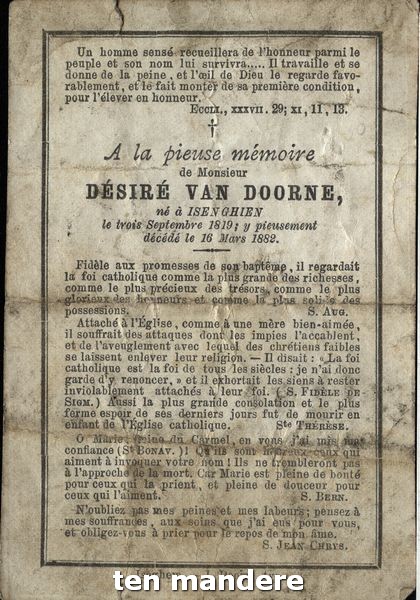 Un homme sensé recueillera de l'honneur parmi le
peuple et son nom lui survivra..... Il travaille et se
donne de la peine, et l'œil de Dieu le regarde favo-
rablement, et le fait monter de sa première condition,
pour l'élever en honneur.
ECCLI., XXXVII. 29; XI, 11, 13.
†
A la pieuse mémoire
de Monsieur
DÉSIRÉ VAN DOORNE,
né à ISENGHIEN
le trois Septembre 1819; y pieusement
décédé le 16 Mars 1882.
Fidèle aux promesses de son baptême, il regardait
la foi catholique comme la plus grande des richesses,
comme le plus précieux des trésors, comme le plus
glorieux des honneurs et comme la plus solide des
possessions. S. AUG.
Attaché à l'Église, comme à une mère bien-aimée,
il souffrait des attaques dont les impies l'accablent,
et de l'aveuglement avec lequel des chrétiens faibles
se laissent enlever leur religion. — Il disait: «La foi
catholique est la foi de tous les siècles: je n'ai donc
garde d'y renoncer,» et il exhortait les siens à rester
inviolablement attachés à leur foi. (S. FIDÈLE DE
SIGM.) Aussi la plus grande consolation et le plus
ferme espoir de ses derniers jours fut de mourir en
enfant de l'Église catholique. Ste THÉRÈSE.
O Marie! reine du Carmel, en vous j'ai mis ma
confiance (St BONAV.)! Qu'ils sont heureux ceux qui
aiment à invoquer votre nom! Ils ne trembleront pas
à l'approche de la mort. Car Marie est pleine de bonté
pour ceux qui la prient, et pleine de douceur pour
ceux qui l'aiment. S. BERN.
N'oubliez pas mes peines et mes labeurs; pensez à
mes souffrances, aux soins que j'ai eus pour vous,
et obligez-vous à prier pour le repos de mon âme.
S. JEAN CHRYS.
ten mandere